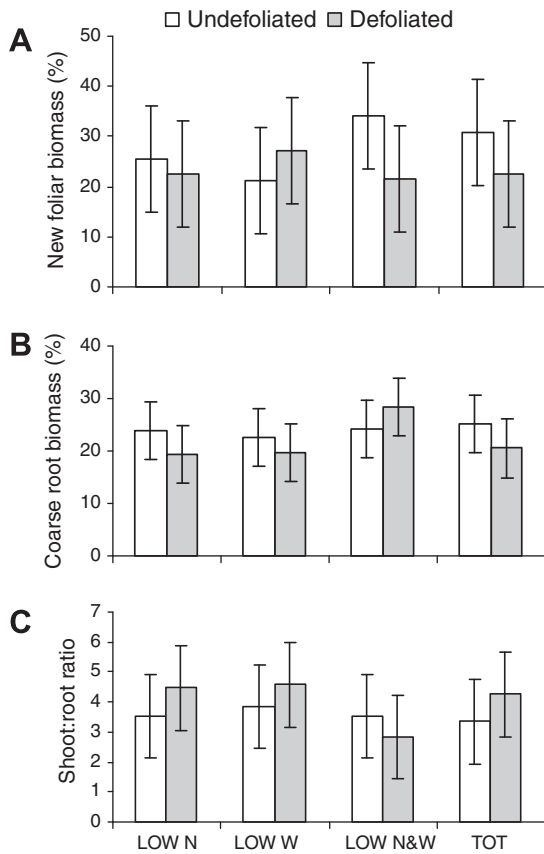 Undefoliated Defoliated
A
New foliar biomass (%)
50
40
30
20
10
0
B
Coarse root biomass (%)
40
30
20
10
0
C
Shoot:root ratio
7
6
5
4
3
2
1
0
LOW N LOW W LOW N&W TOT